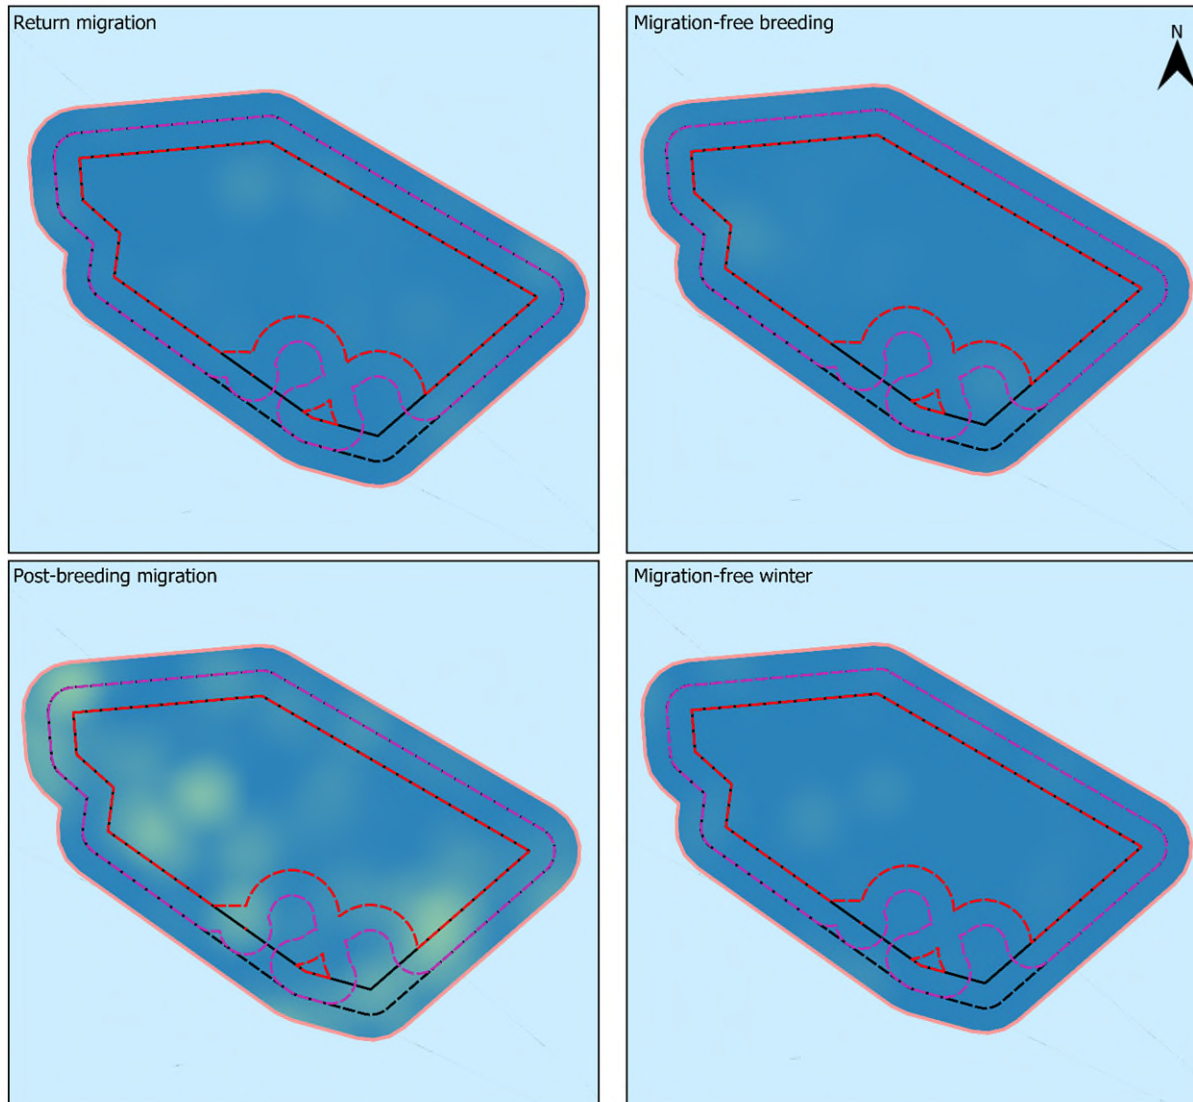 Return migration
Migration-free breeding
N
Post-breeding migration
Migration-free winter